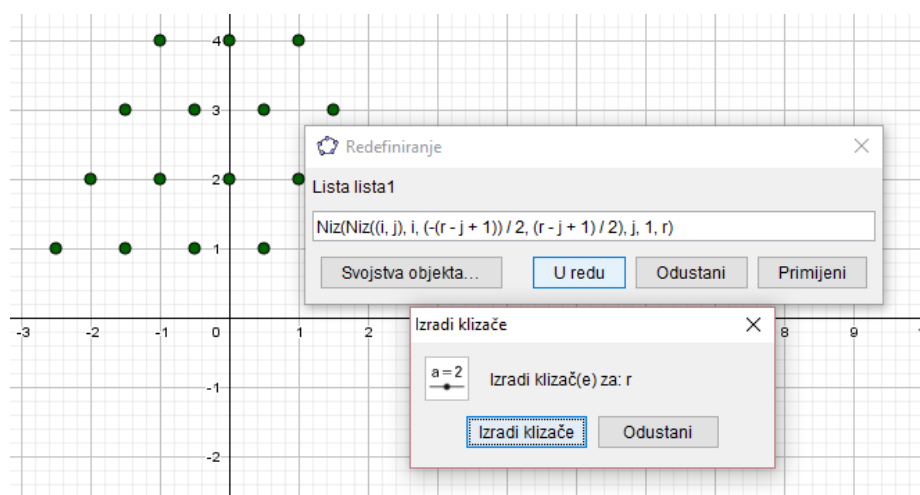 4
3
Redefiniranje
Lista lista1
2
Niz(Niz((i, j), i, (-(r - j + 1)) / 2, (r - j + 1) / 2), j, 1, r)
1
Svojstva objekta... U redu Odustani Primijeni
-3 -2 -1 0 1 2 8 9
Izradi klizače
a=2
Izradi klizač(e) za: r
-1
Izradi klizače Odustani
-2